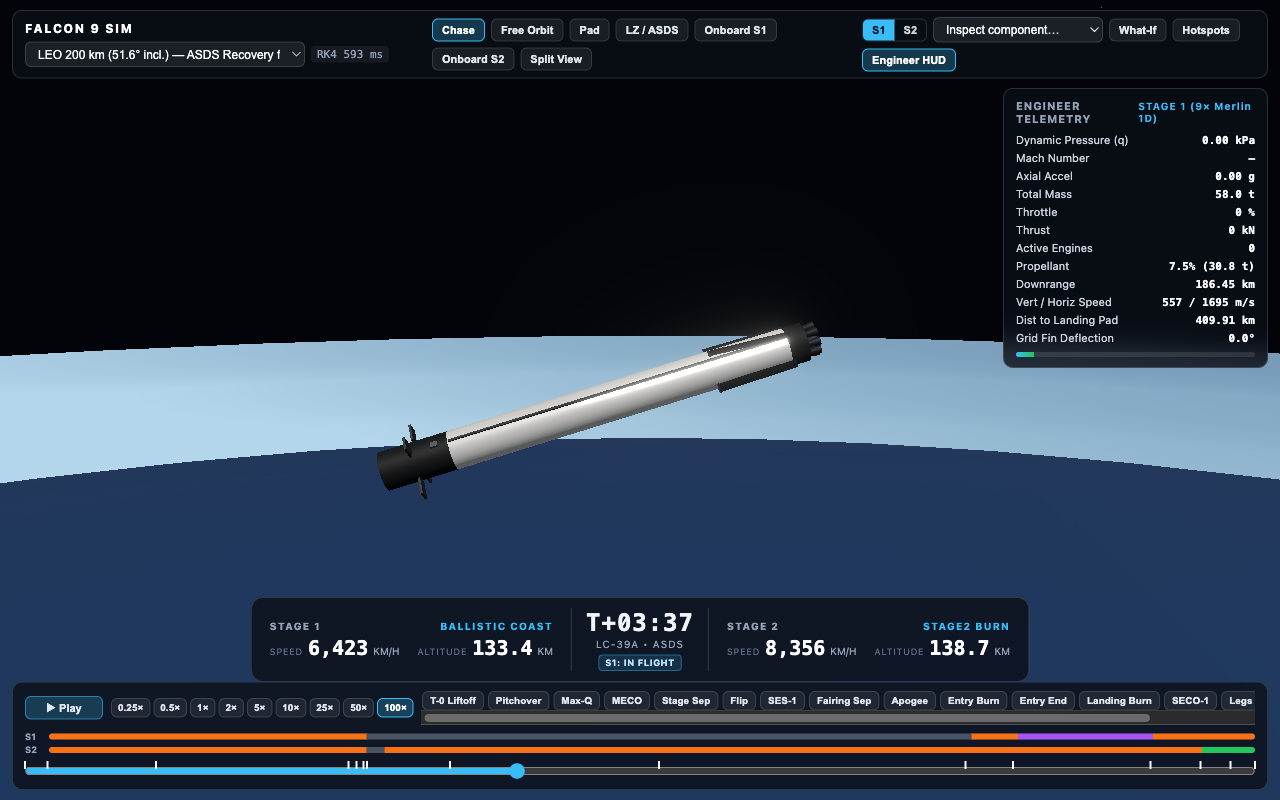 FALCON 9 SIM
LEO 200 km (51.6° incl.) — ASDS Recovery f
RK4 593 ms
Chase
Free Orbit
Pad
LZ / ASDS
Onboard S1
Onboard S2
Split View
S1
S2
Inspect component…
What-If
Hotspots
Engineer HUD
ENGINEER TELEMETRY
STAGE 1 (9× Merlin 1D)
Dynamic Pressure (q) 0.00 kPa
Mach Number —
Axial Accel 0.00 g
Total Mass 58.0 t
Throttle 0 %
Thrust 0 kN
Active Engines 0
Propellant 7.5% (30.8 t)
Downrange 186.45 km
Vert / Horiz Speed 557 / 1695 m/s
Dist to Landing Pad 409.91 km
Grid Fin Deflection 0.0°
STAGE 1 BALLISTIC COAST
SPEED 6,423 KM/H ALTITUDE 133.4 KM
T+03:37
LC-39A • ASDS
S1: IN FLIGHT
STAGE 2 STAGE2 BURN
SPEED 8,356 KM/H ALTITUDE 138.7 KM
▶ Play
0.25×
0.5×
1×
2×
5×
10×
25×
50×
100×
T-0 Liftoff
Pitchover
Max-Q
MECO
Stage Sep
Flip
SES-1
Fairing Sep
Apogee
Entry Burn
Entry End
Landing Burn
SECO-1
Legs
S1
S2